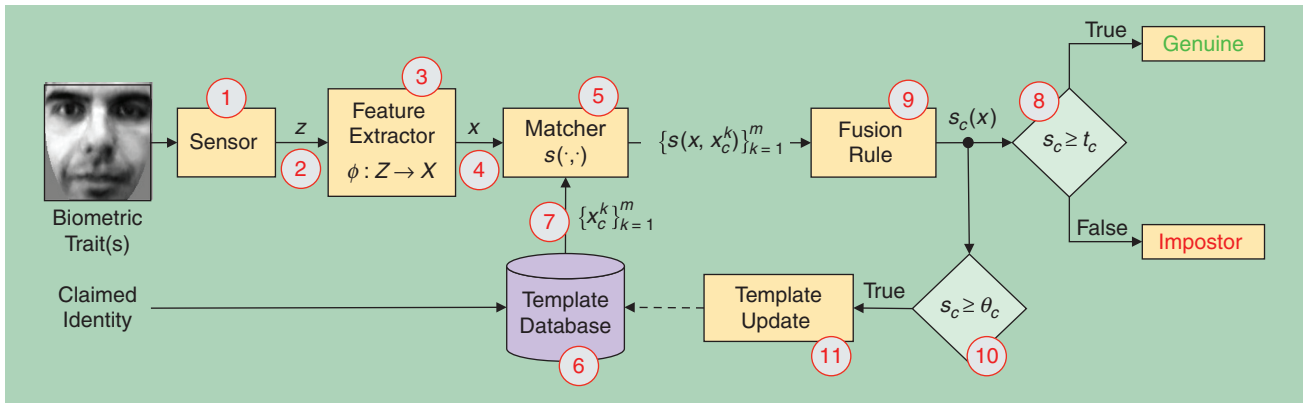 1
Sensor
z
2
3
Feature
Extractor
ϕ : Z → X
x
4
5
Matcher
s(·,·)
{s(x, x_c^k)}_{k = 1}^m
9
Fusion
Rule
s_c(x)
8
s_c ≥ t_c
True
Genuine
False
Impostor
Biometric
Trait(s)
7
{x_c^k}_{k = 1}^m
Claimed
Identity
Template
Database
6
Template
Update
11
True
s_c ≥ θ_c
10